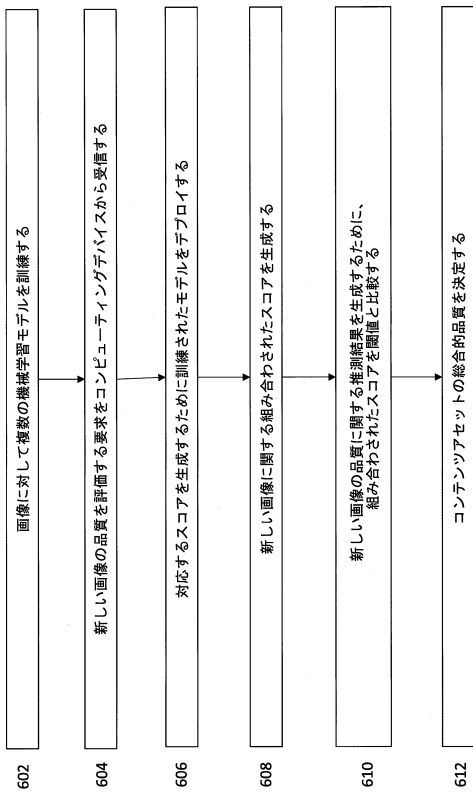 602
画像に対して複数の機械学習モデルを訓練する
604
新しい画像の品質を評価する要求をコンピューティングデバイスから受信する
606
対応するスコアを生成するために訓練されたモデルをデプロイする
608
新しい画像に関する組み合わされたスコアを生成する
610
新しい画像の品質に関する推測結果を生成するために、
組み合わされたスコアを閾値と比較する
612
コンテンツアセットの総合的品質を決定する